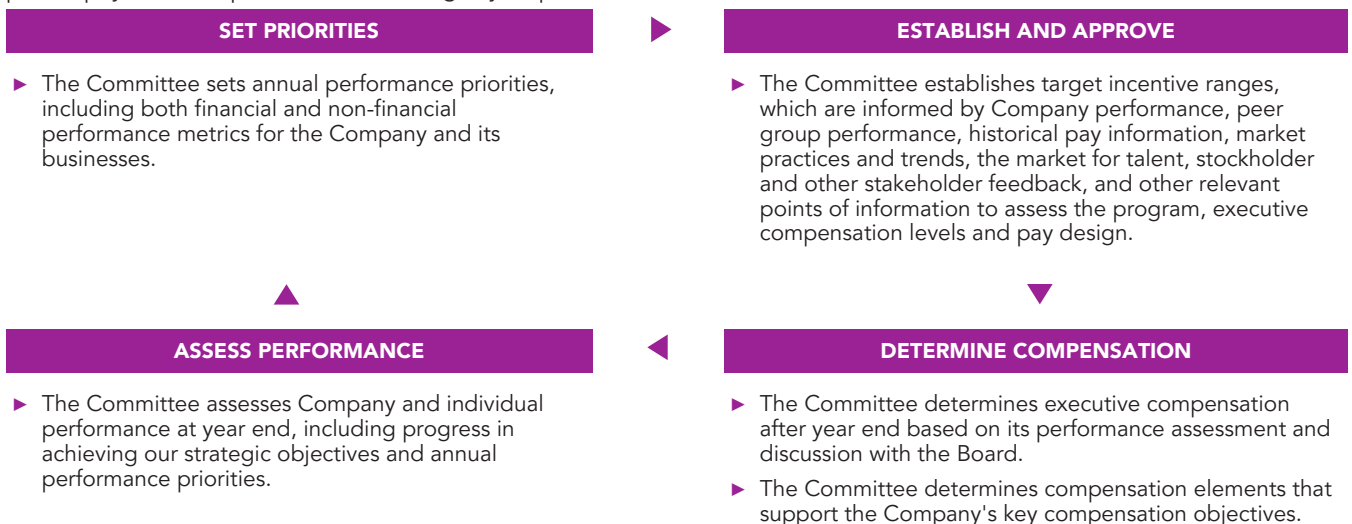 SET PRIORITIES
► The Committee sets annual performance priorities,
including both financial and non-financial
performance metrics for the Company and its
businesses.
ESTABLISH AND APPROVE
► The Committee establishes target incentive ranges,
which are informed by Company performance, peer
group performance, historical pay information, market
practices and trends, the market for talent, stockholder
and other stakeholder feedback, and other relevant
points of information to assess the program, executive
compensation levels and pay design.
ASSESS PERFORMANCE
► The Committee assesses Company and individual
performance at year end, including progress in
achieving our strategic objectives and annual
performance priorities.
DETERMINE COMPENSATION
► The Committee determines executive compensation
after year end based on its performance assessment and
discussion with the Board.
► The Committee determines compensation elements that
support the Company's key compensation objectives.